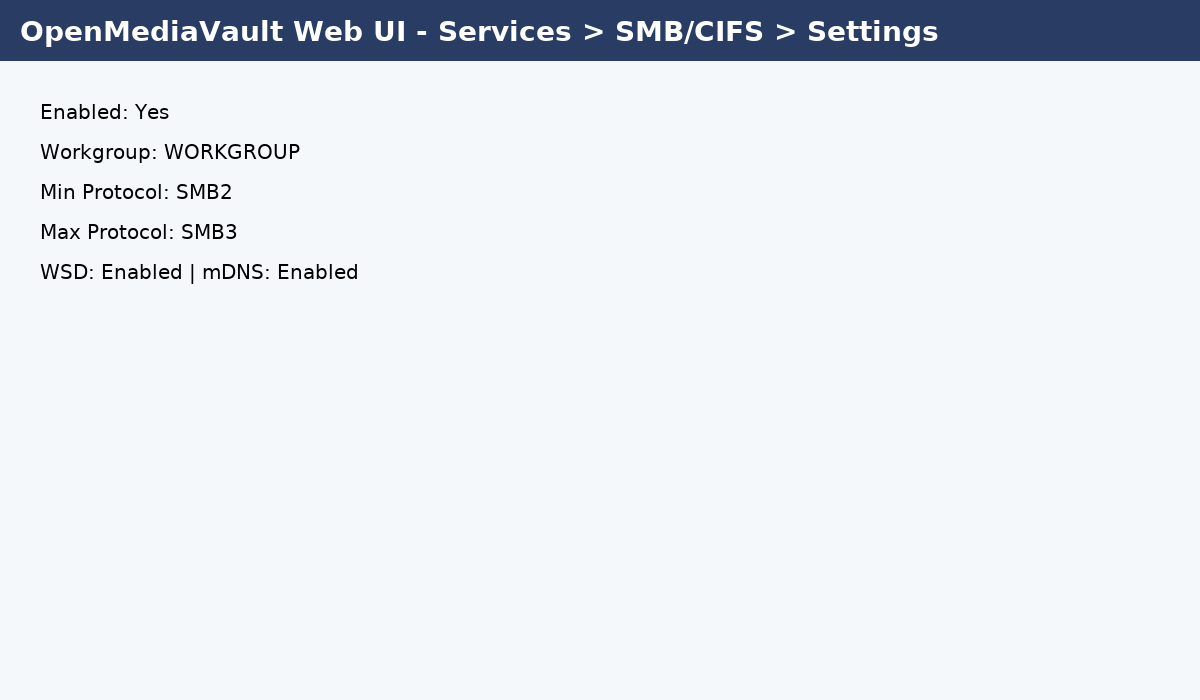 OpenMediaVault Web UI - Services > SMB/CIFS > Settings
Enabled: Yes
Workgroup: WORKGROUP
Min Protocol: SMB2
Max Protocol: SMB3
WSD: Enabled | mDNS: Enabled